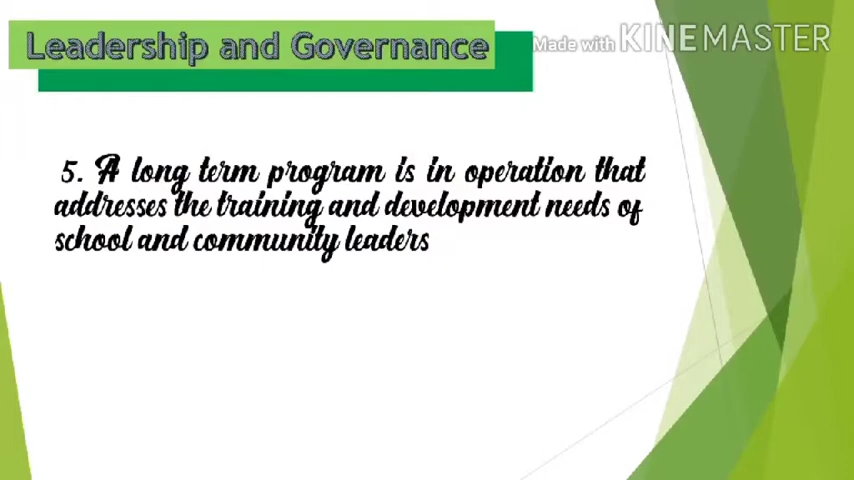 Leadership and Governance
Made with KINEMASTER
5. A long term program is in operation that
addresses the training and development needs of
school and community leaders